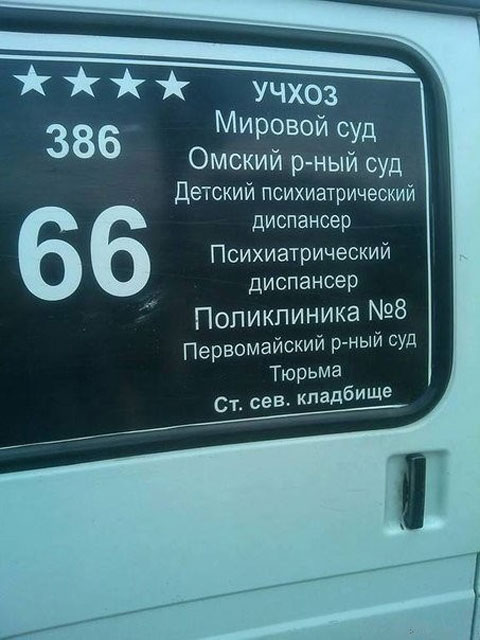 386
66
УЧХОЗ
Мировой суд
Омский р-ный суд
Детский психиатрический
диспансер
Психиатрический
диспансер
Поликлиника №8
Первомайский р-ный суд
Тюрьма
Ст. сев. кладбище